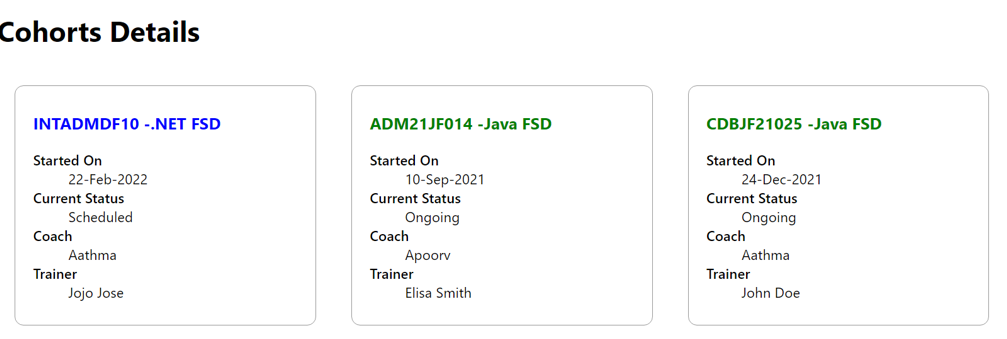 Cohorts Details
INTADMDF10 -.NET FSD
Started On
22-Feb-2022
Current Status
Scheduled
Coach
Aathma
Trainer
Jojo Jose
ADM21JF014 -Java FSD
Started On
10-Sep-2021
Current Status
Ongoing
Coach
Apoorv
Trainer
Elisa Smith
CDBJF21025 -Java FSD
Started On
24-Dec-2021
Current Status
Ongoing
Coach
Aathma
Trainer
John Doe